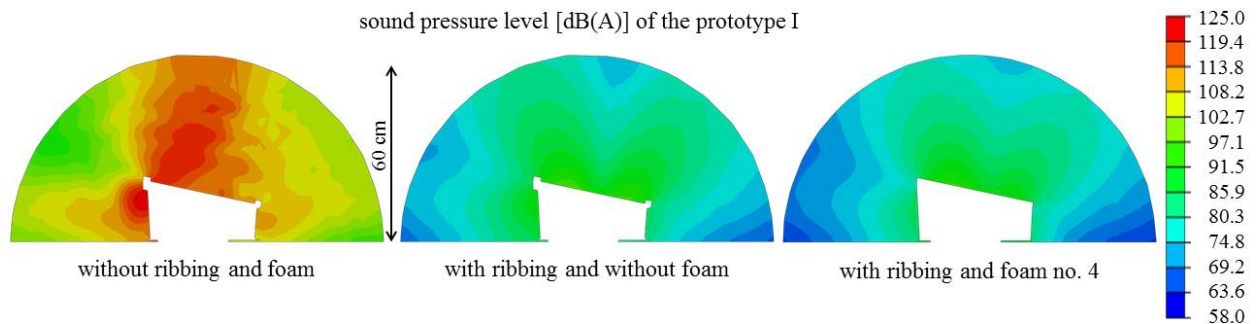 sound pressure level [dB(A)] of the prototype I
60 cm
without ribbing and foam
with ribbing and without foam
with ribbing and foam no. 4
125.0
119.4
113.8
108.2
102.7
97.1
91.5
85.9
80.3
74.8
69.2
63.6
58.0